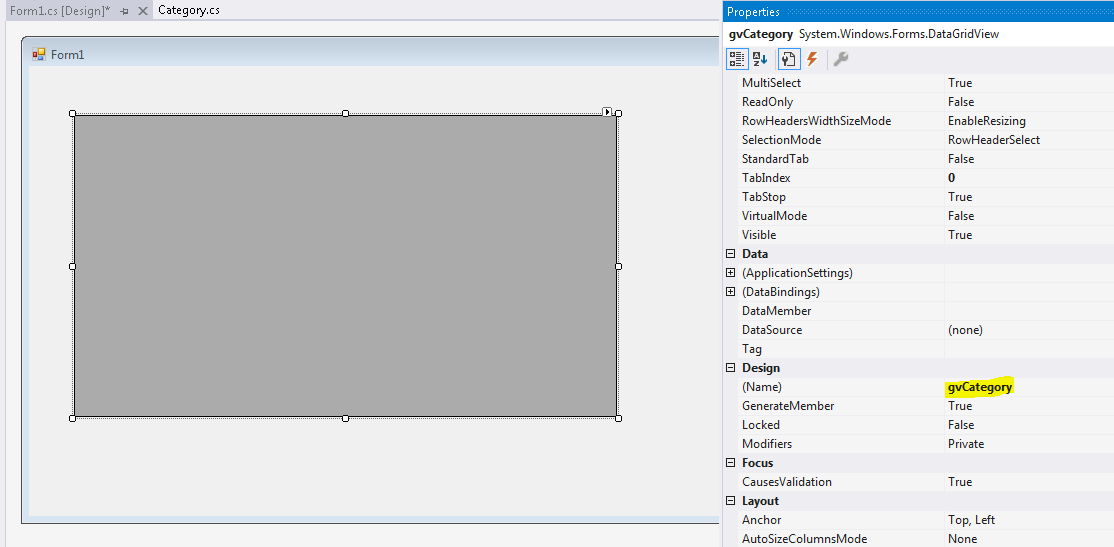 Form1.cs [Design]* Category.cs
Form1
Properties
gvCategory System.Windows.Forms.DataGridView
MultiSelect True
ReadOnly False
RowHeadersWidthSizeMode EnableResizing
SelectionMode RowHeaderSelect
StandardTab False
TabIndex 0
TabStop True
VirtualMode False
Visible True
Data
(ApplicationSettings)
(DataBindings)
DataMember
DataSource (none)
Tag
Design
(Name) gvCategory
GenerateMember True
Locked False
Modifiers Private
Focus
CausesValidation True
Layout
Anchor Top, Left
AutoSizeColumnsMode None